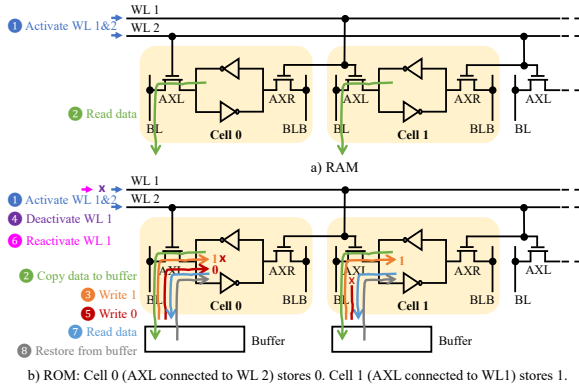 WL 1
1 Activate WL 1&2
WL 2
AXL
AXR
AXL
AXR
AXL
2 Read data
BL
Cell 0
BLB
BL
Cell 1
BLB
BL
a) RAM
x
WL 1
1 Activate WL 1&2
WL 2
4 Deactivate WL 1
6 Reactivate WL 1
1 x
1
AXL
0
AXR
AXL
x
AXR
AXL
2 Copy data to buffer
3 Write 1
BL
Cell 0
BLB
BL
Cell 1
BLB
BL
5 Write 0
7 Read data
Buffer
Buffer
8 Restore from buffer
b) ROM: Cell 0 (AXL connected to WL 2) stores 0. Cell 1 (AXL connected to WL1) stores 1.